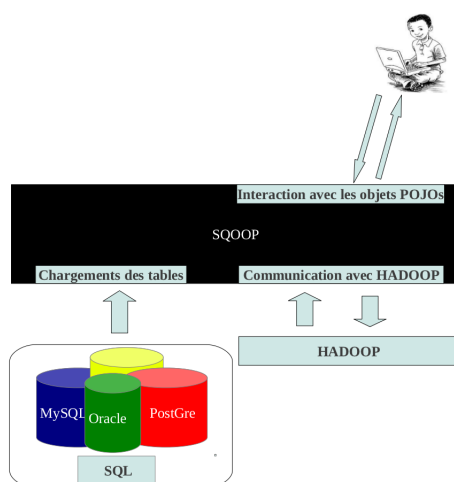 Interaction avec les objets POJOs
SQOOP
Chargements des tables
Communication avec HADOOP
HADOOP
MySQL
Oracle
PostGre
SQL